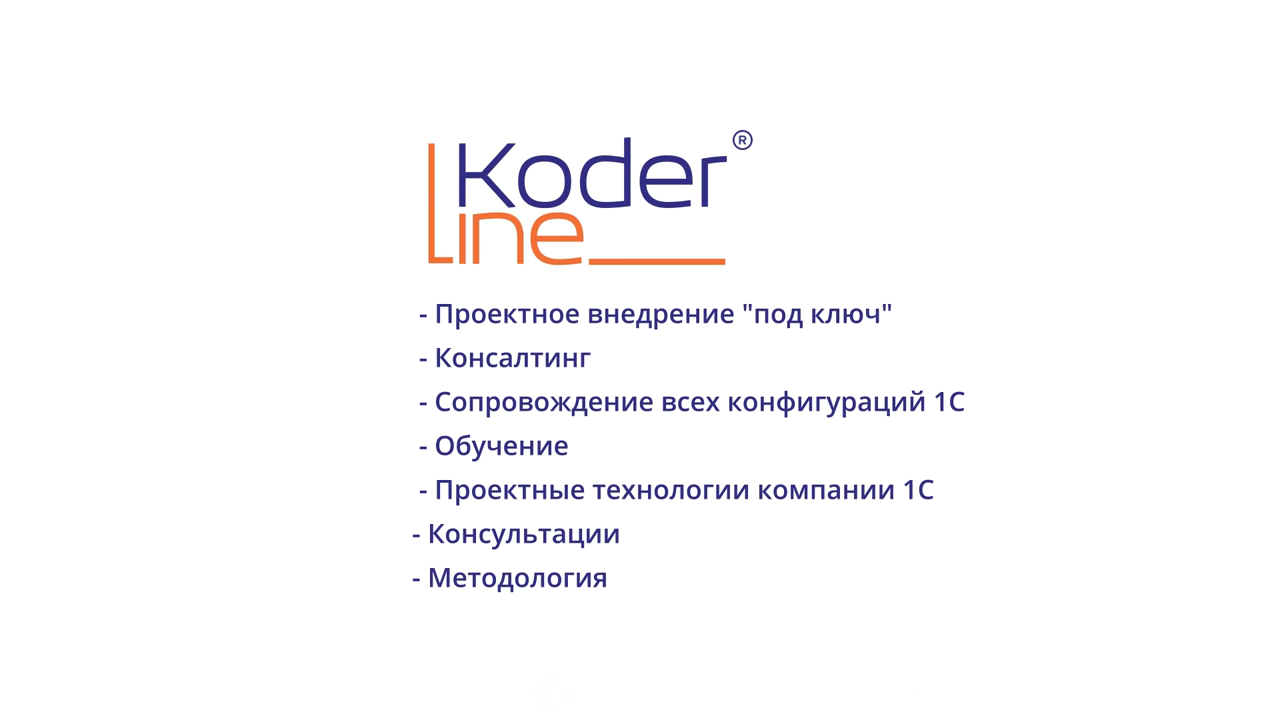 Koder®
Line
- Проектное внедрение "под ключ"
- Консалтинг
- Сопровождение всех конфигураций 1С
- Обучение
- Проектные технологии компании 1С
- Консультации
- Методология